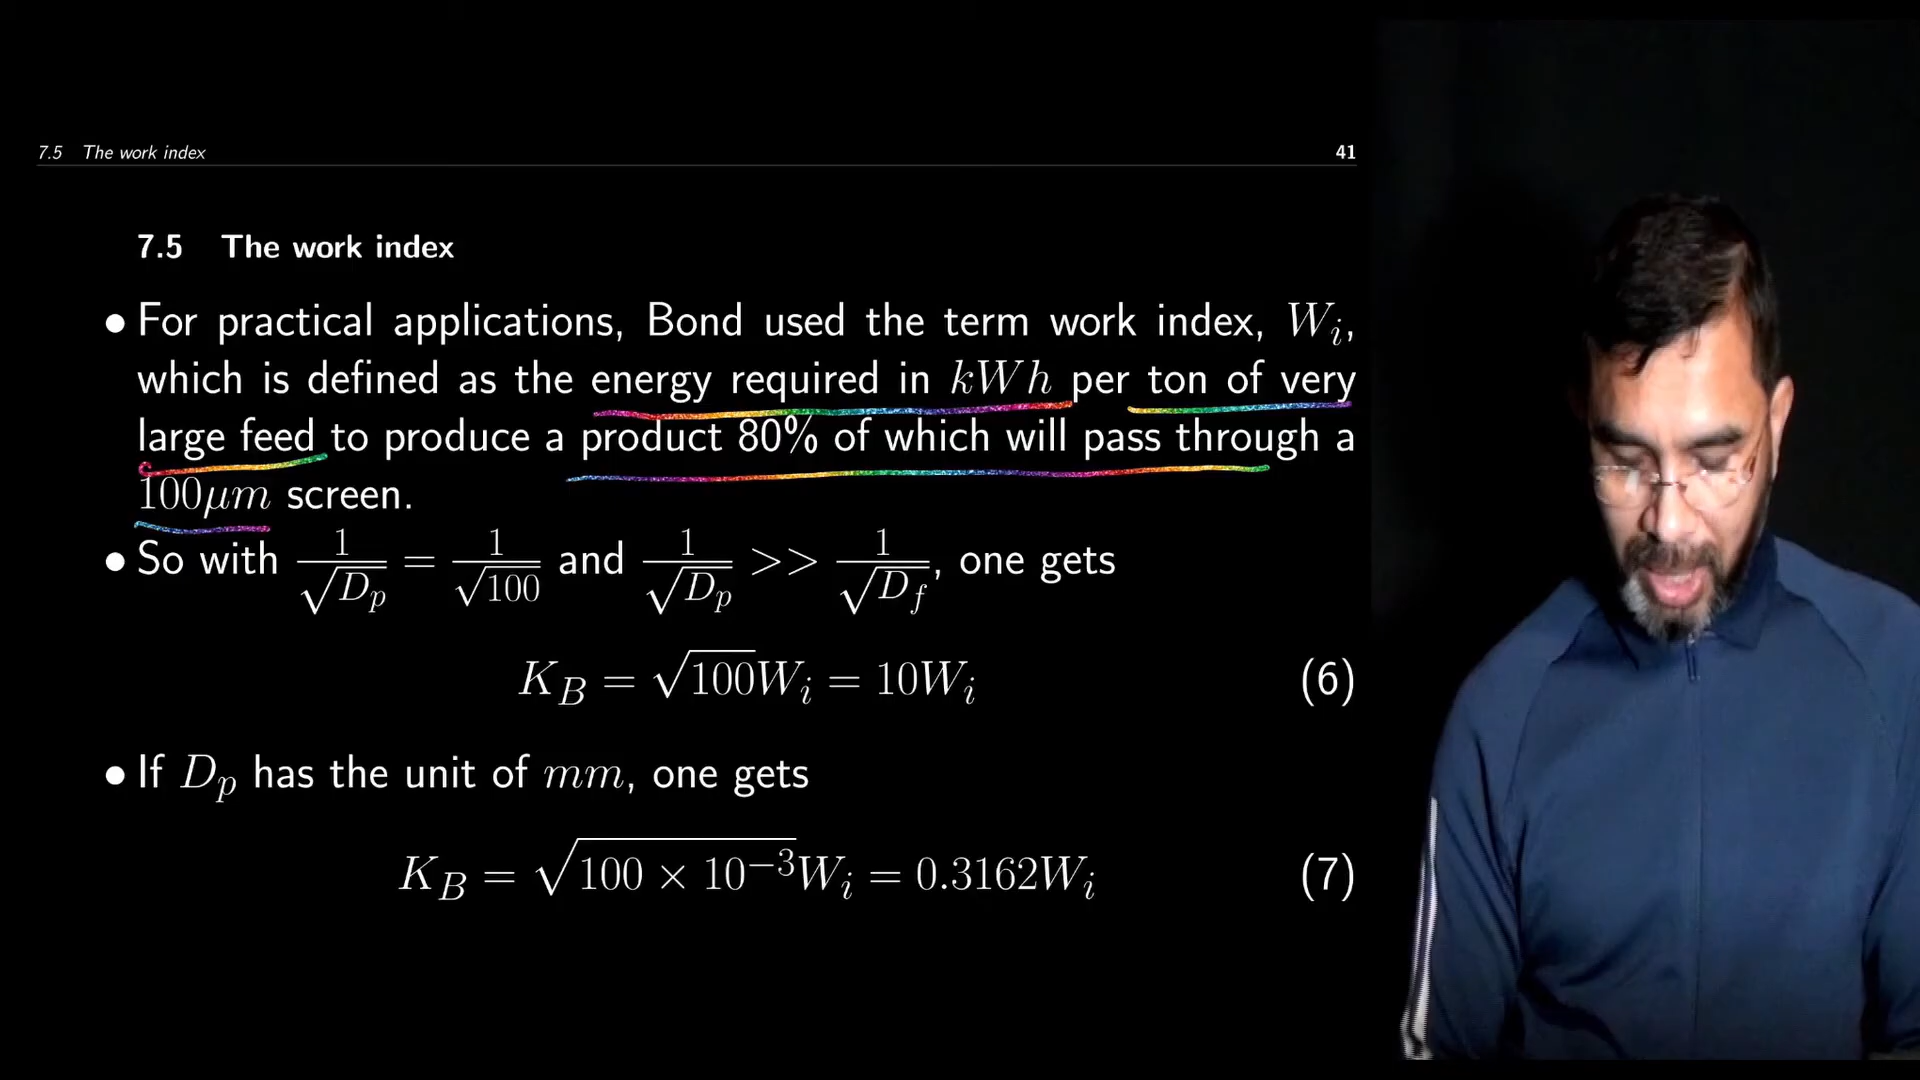 7.5 The work index 41
7.5 The work index
• For practical applications, Bond used the term work index, W_i,
which is defined as the energy required in kWh per ton of very
large feed to produce a product 80% of which will pass through a
100μm screen.
• So with 1/√D_p = 1/√100 and 1/√D_p >> 1/√D_f, one gets
K_B = √100W_i = 10W_i (6)
• If D_p has the unit of mm, one gets
K_B = √(100 × 10^−3)W_i = 0.3162W_i (7)